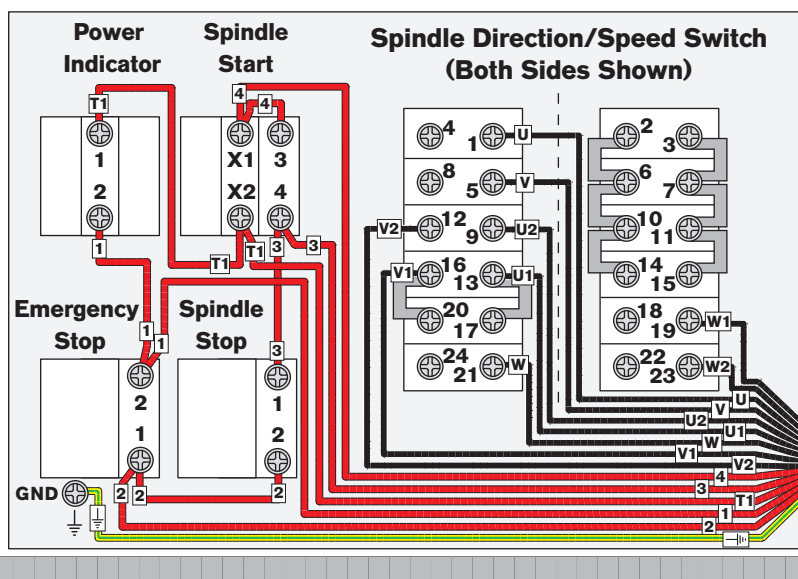 Power Indicator
Spindle Start
Spindle Direction/Speed Switch
(Both Sides Shown)
T1
4
4
1
2
X1 3
X2 4
T1
T1
3
3
1
4 1 U
8 5 V
V2 12 9 U2
V1 16 13 U1
20 17
24 21 W
2 3
6 7
10 11
14 15
18 19 W1
22 23 W2
Emergency Stop
Spindle Stop
1
1
3
2
1
1
2
2
2
2
GND
U
V
U2
U1
W
V1
V2
4
3
T1
1
2